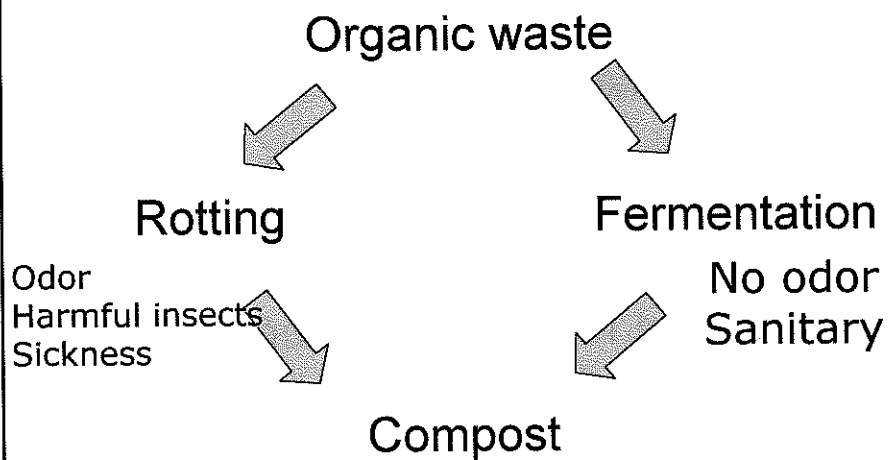 Organic waste
Rotting
Odor
Harmful insects
Sickness
Fermentation
No odor
Sanitary
Compost